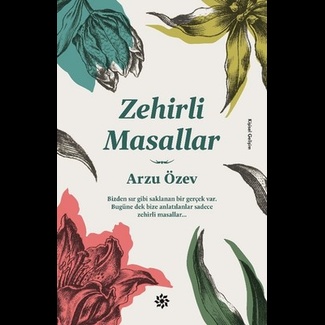 Zehirli
Masallar
Arzu Özev
Bizden sır gibi saklanan bir gerçek var.
Bugüne dek bize anlatılanlar sadece
zehirli masallar...
Kişisel Gelişim